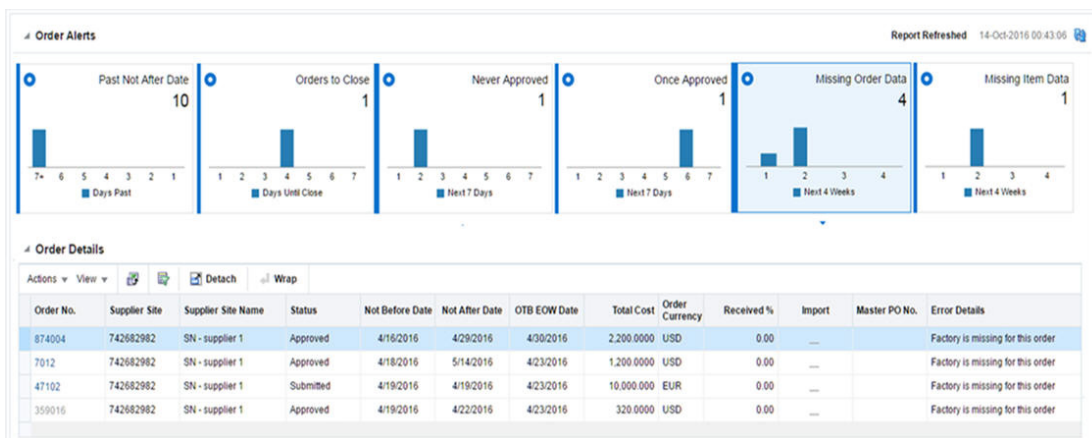 Order Alerts
Report Refreshed 14-Oct-2016 00:43:06
Past Not After Date
10
7+ 6 5 4 3 2 1
Days Past
Orders to Close
1
1 2 3 4 5 6 7
Days Until Close
Never Approved
1
1 2 3 4 5 6 7
Next 7 Days
Once Approved
1
1 2 3 4 5 6 7
Next 7 Days
Missing Order Data
4
1 2 3 4
Next 4 Weeks
Missing Item Data
1
1 2 3 4
Next 4 Weeks
Order Details
Actions View Detach Wrap
Order No. Supplier Site Supplier Site Name Status Not Before Date Not After Date OTB EOW Date Total Cost Order Currency Received % Import Master PO No. Error Details
874004 742682982 SN - supplier 1 Approved 4/16/2016 4/29/2016 4/30/2016 2,200.0000 USD 0.00 Factory is missing for this order
7012 742682982 SN - supplier 1 Approved 4/18/2016 5/14/2016 4/23/2016 1,200.0000 USD 0.00 Factory is missing for this order
47102 742682982 SN - supplier 1 Submitted 4/19/2016 4/19/2016 4/23/2016 10,000.000 EUR 0.00 Factory is missing for this order
359016 742682982 SN - supplier 1 Approved 4/19/2016 4/22/2016 4/23/2016 320.0000 USD 0.00 Factory is missing for this order